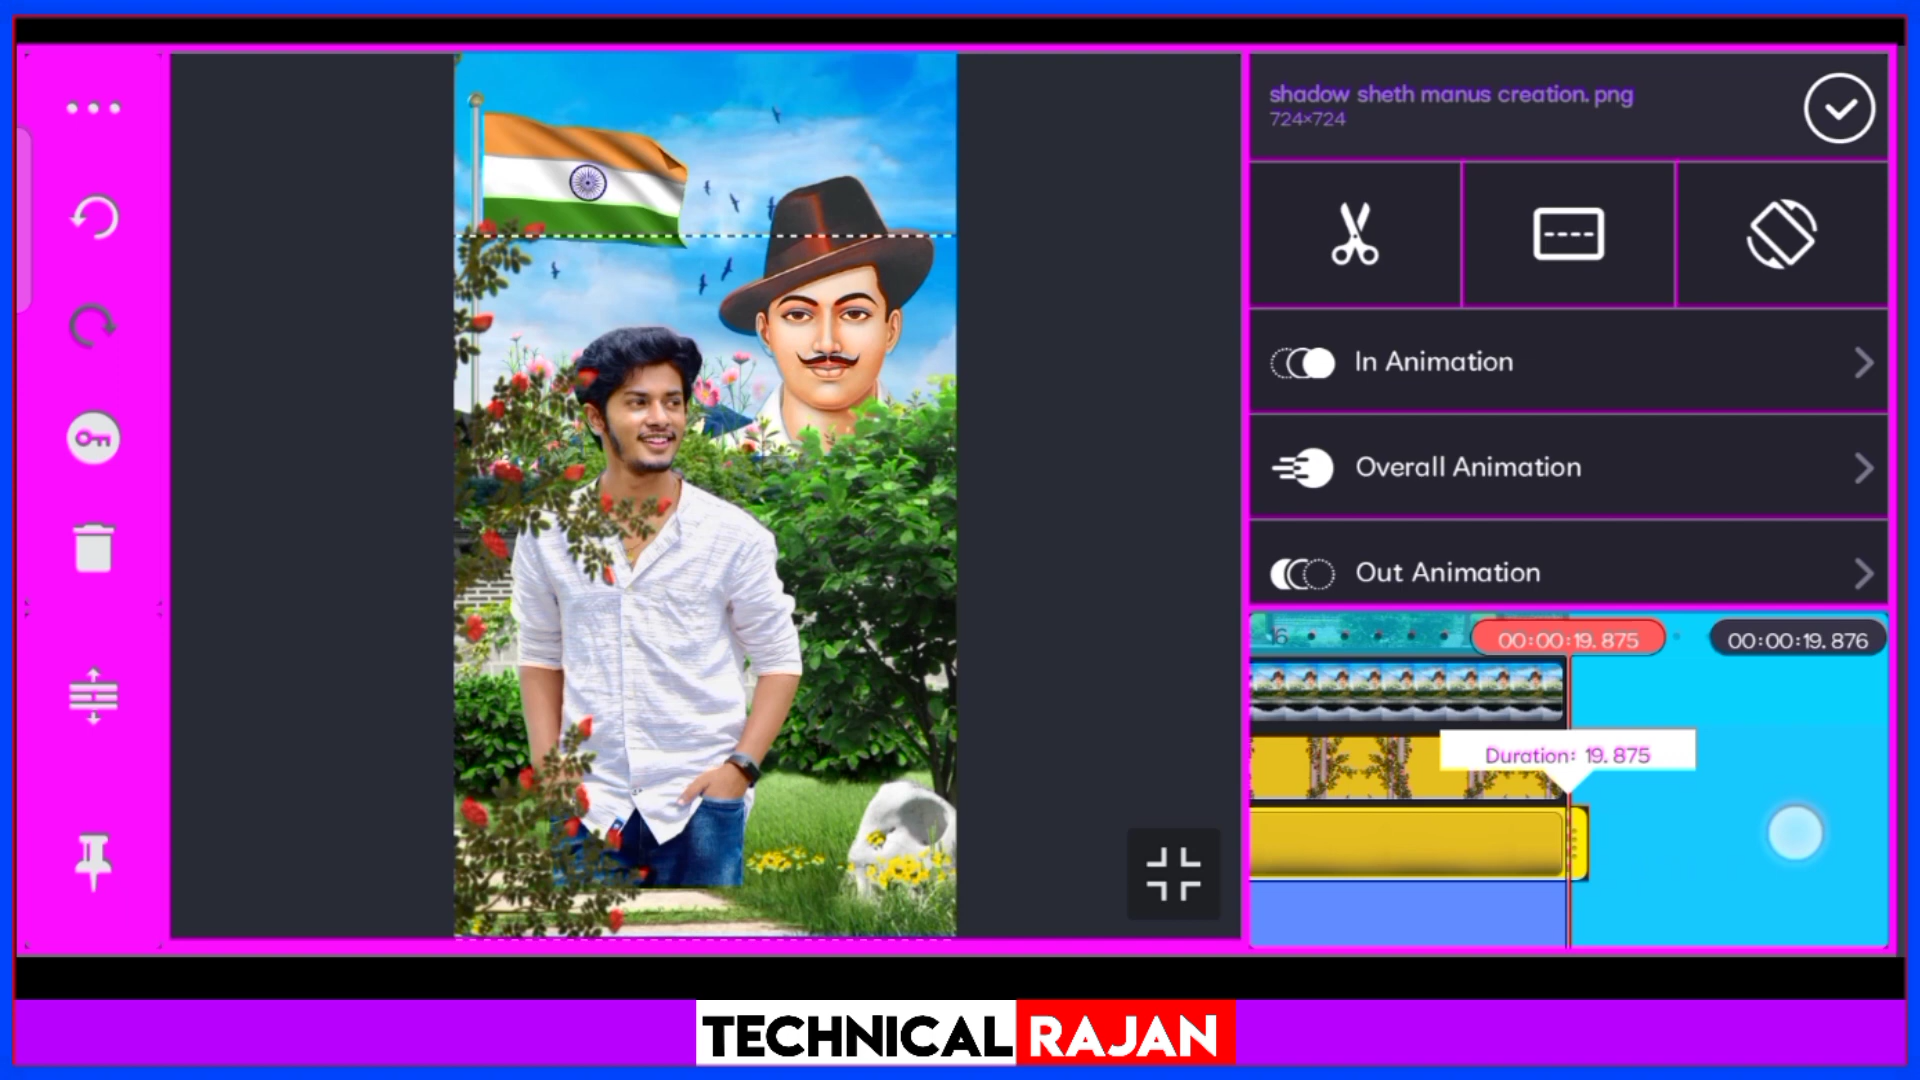 shadow sheth manus creation.png
724×724
In Animation
Overall Animation
Out Animation
16
00:00:19.875
00:00:19.876
Duration: 19.875
TECHNICAL RAJAN